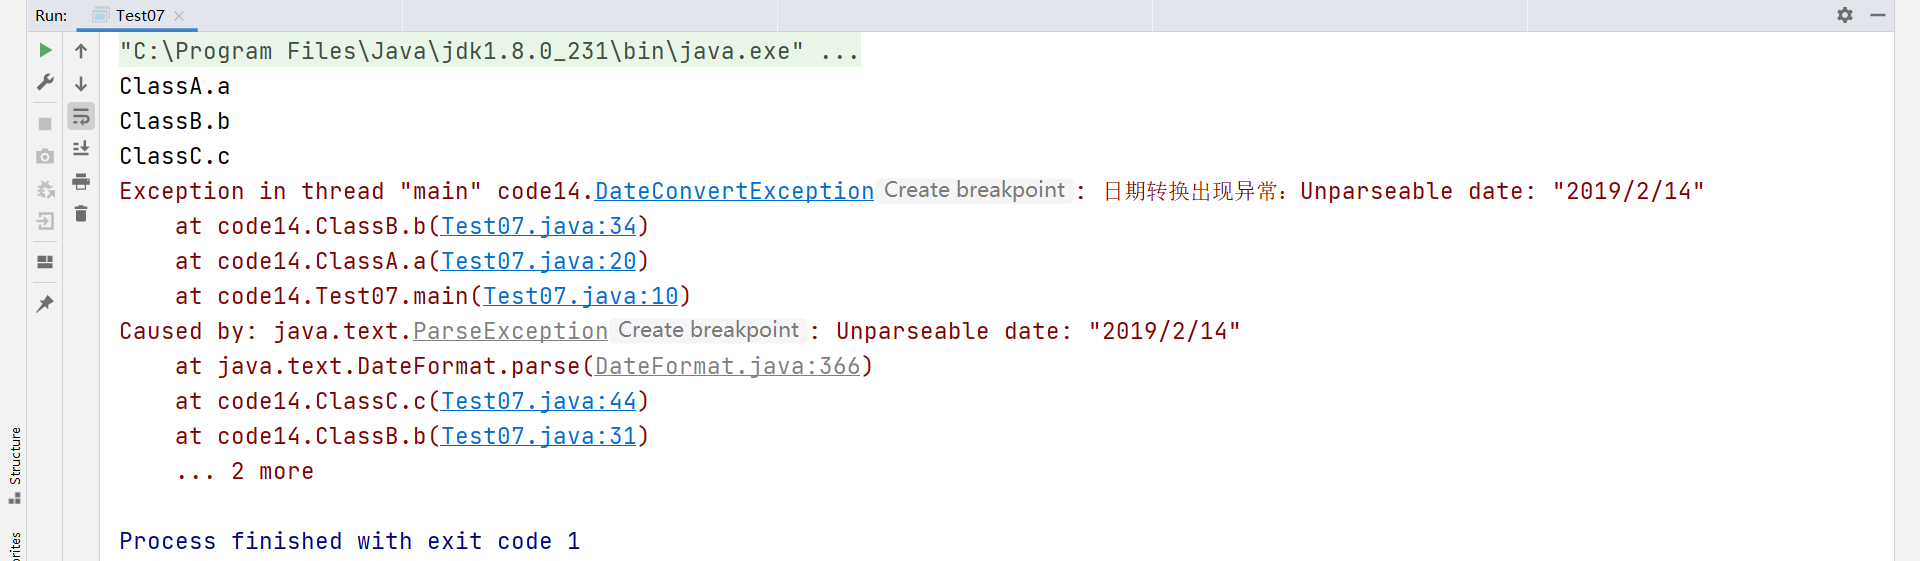 Run: Test07
"C:\Program Files\Java\jdk1.8.0_231\bin\java.exe" ...
ClassA.a
ClassB.b
ClassC.c
Exception in thread "main" code14.DateConvertException Create breakpoint : 日期转换出现异常：Unparseable date: "2019/2/14"
at code14.ClassB.b(Test07.java:34)
at code14.ClassA.a(Test07.java:20)
at code14.Test07.main(Test07.java:10)
Caused by: java.text.ParseException Create breakpoint : Unparseable date: "2019/2/14"
at java.text.DateFormat.parse(DateFormat.java:366)
at code14.ClassC.c(Test07.java:44)
at code14.ClassB.b(Test07.java:31)
... 2 more
Process finished with exit code 1
Structure